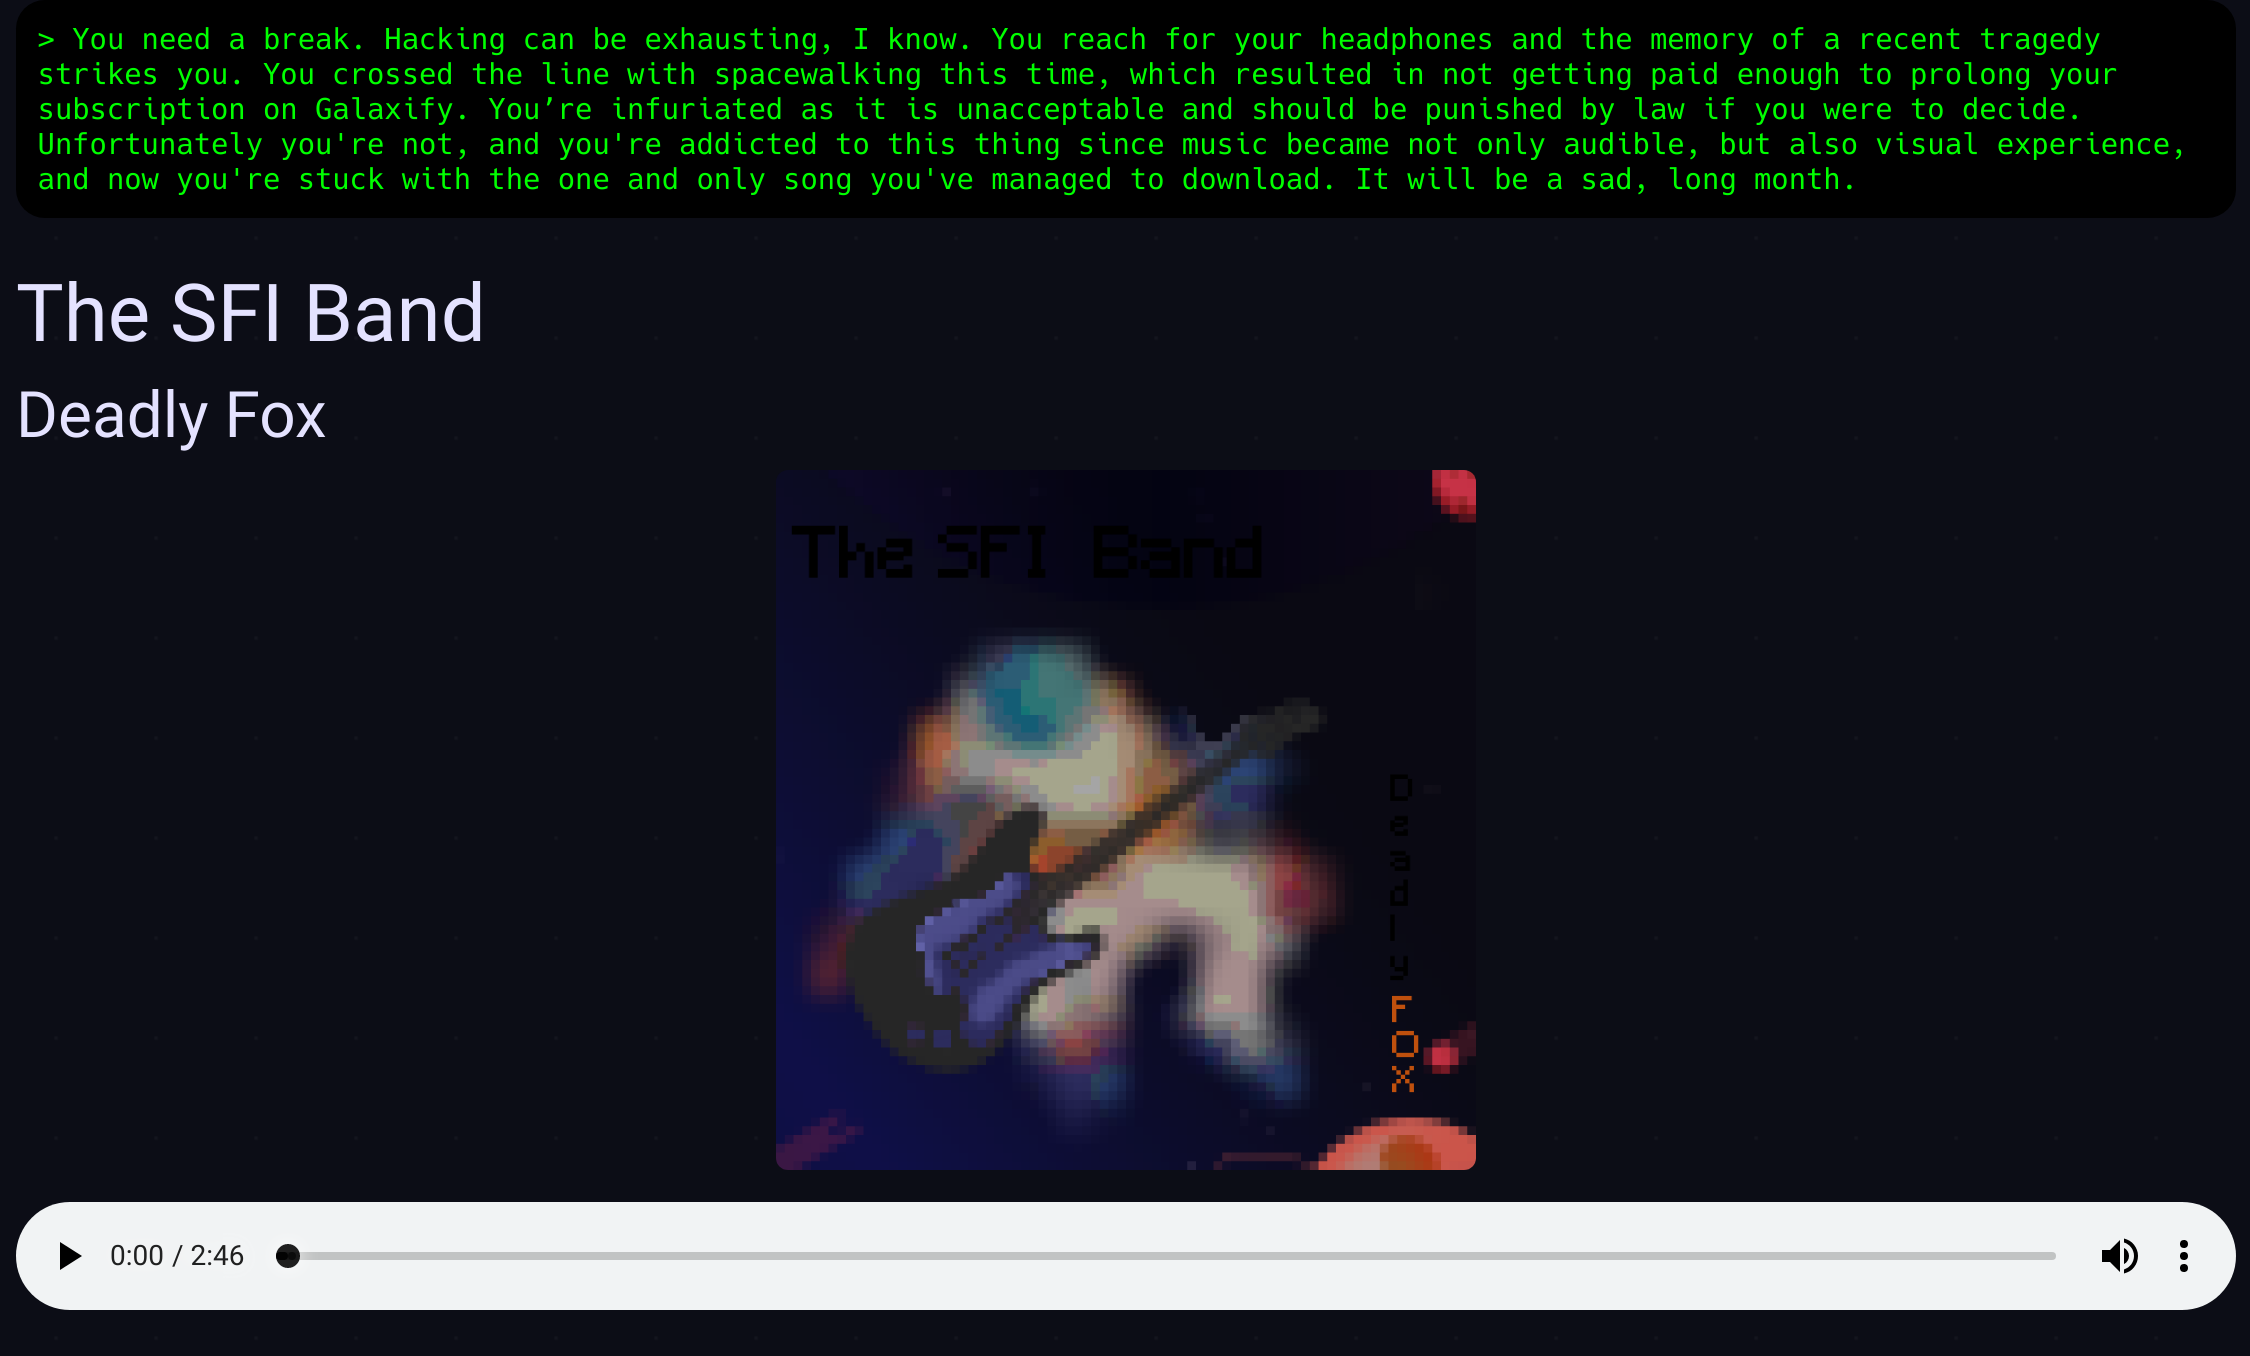 > You need a break. Hacking can be exhausting, I know. You reach for your headphones and the memory of a recent tragedy
strikes you. You crossed the line with spacewalking this time, which resulted in not getting paid enough to prolong your
subscription on Galaxify. You’re infuriated as it is unacceptable and should be punished by law if you were to decide.
Unfortunately you're not, and you're addicted to this thing since music became not only audible, but also visual experience,
and now you're stuck with the one and only song you've managed to download. It will be a sad, long month.
The SFI Band
Deadly Fox
The SFI Band
Deadly
FOX
0:00 / 2:46